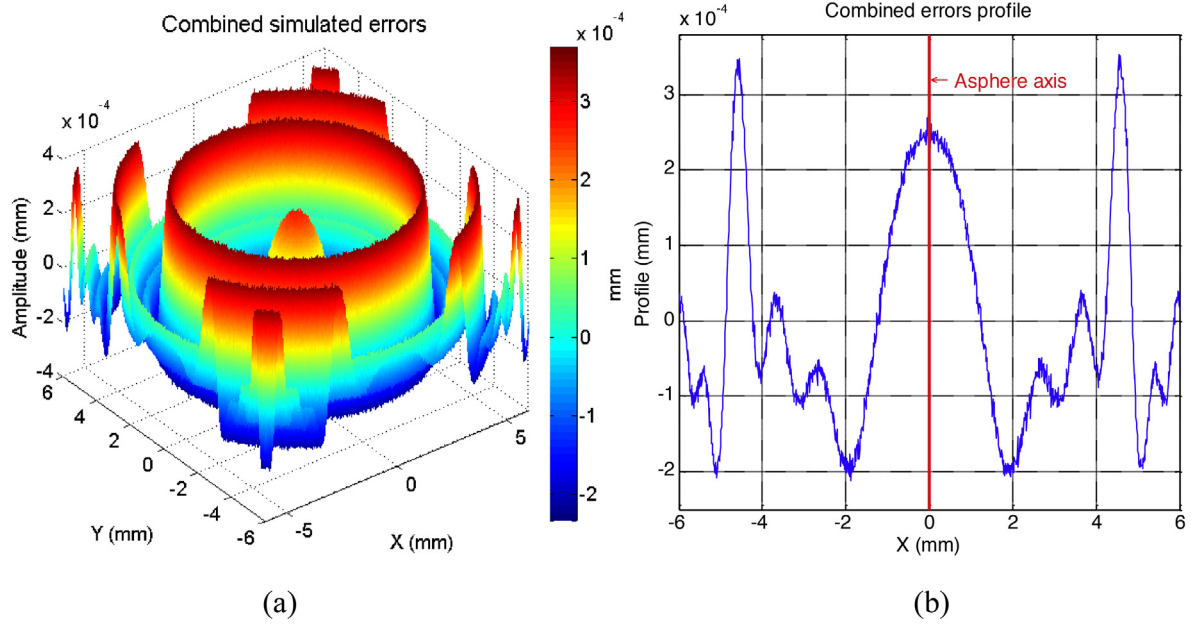 Combined simulated errors
x 10⁻⁴
4
2
0
-2
-4
Amplitude (mm)
6
4
2
0
-2
-4
-6
Y (mm)
-5
0
5
X (mm)
x 10⁻⁴
3
2
1
0
-1
-2
mm
(a)
Combined errors profile
x 10⁻⁴
Asphere axis
3
2
1
0
-1
-2
Profile (mm)
-6
-4
-2
0
2
4
6
X (mm)
(b)